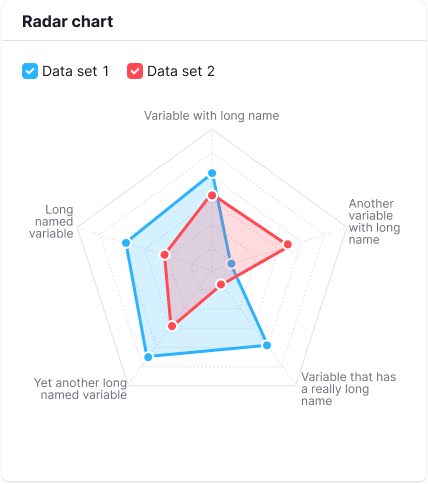 Radar chart
Data set 1
Data set 2
Variable with long name
Another
variable
with long
name
Long
named
variable
Variable that has
a really long
name
Yet another long
named variable